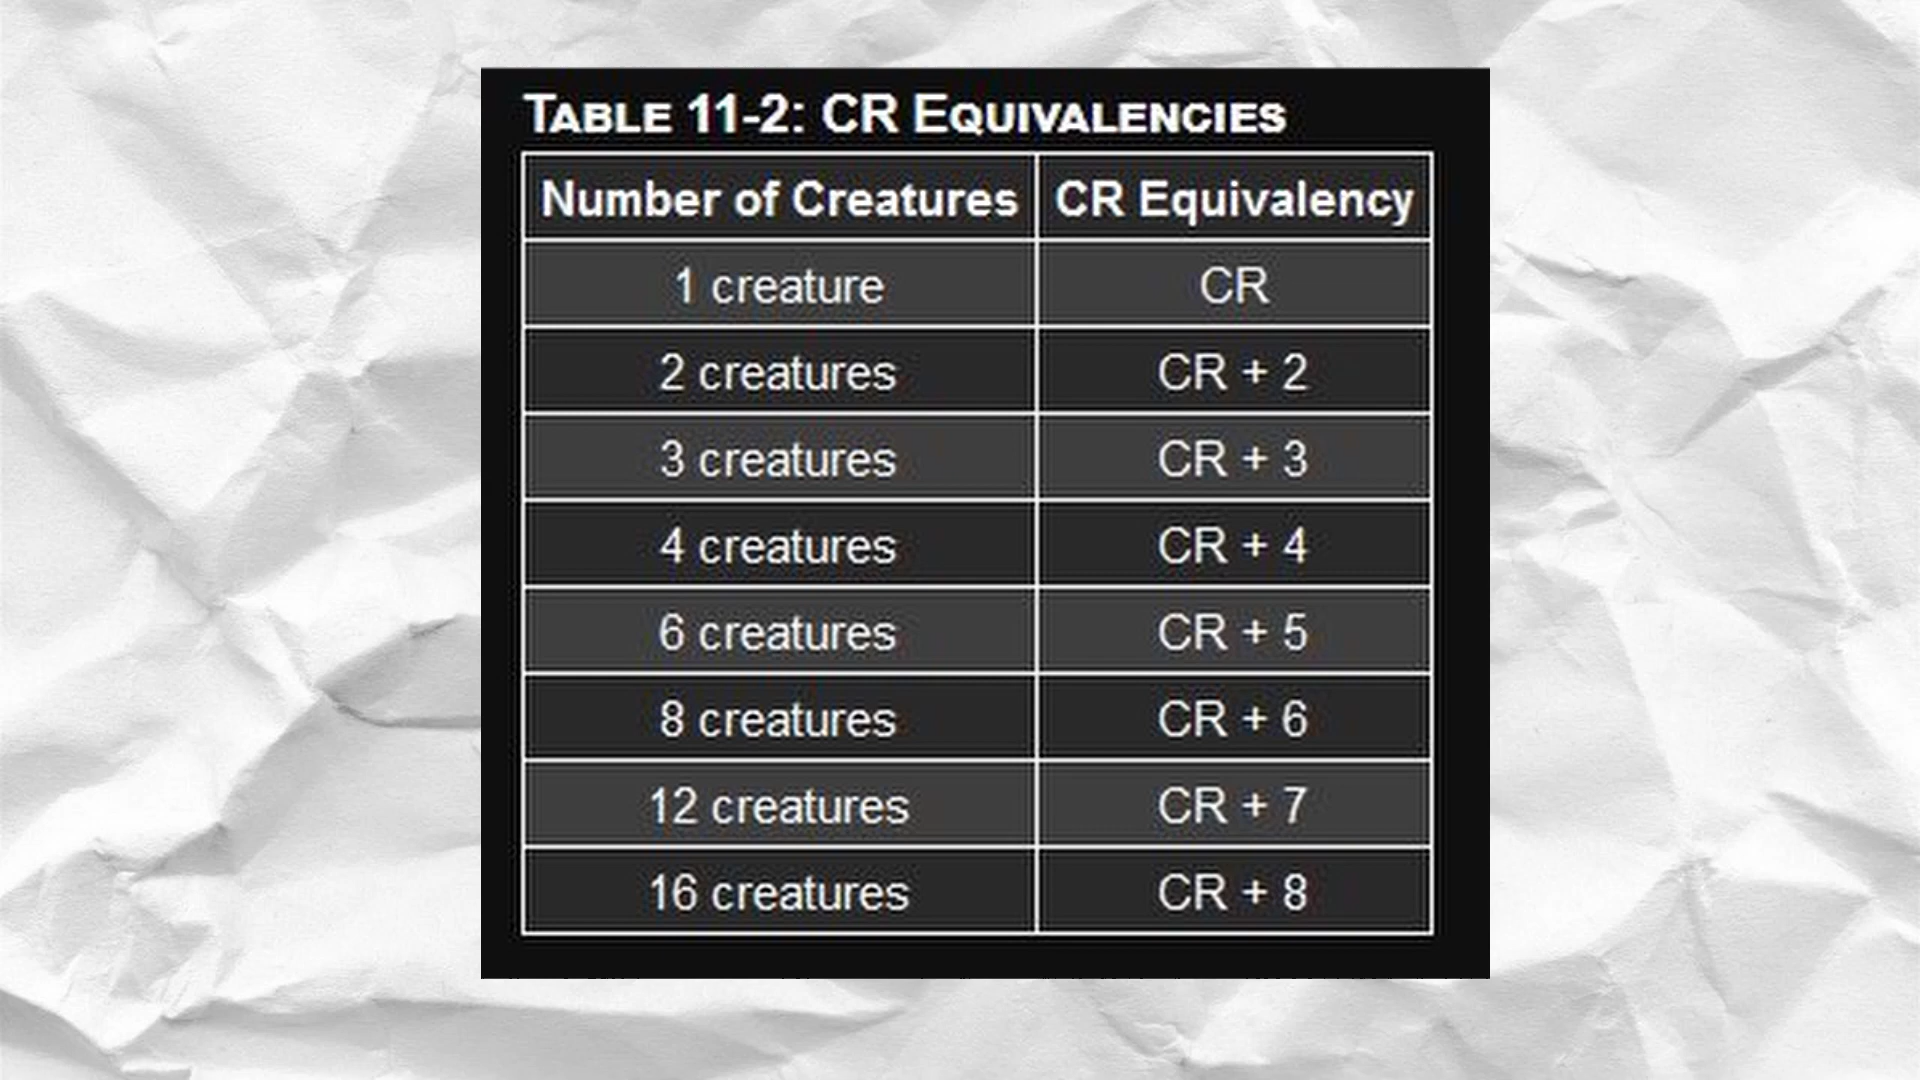 TABLE 11-2: CR EQUIVALENCIES
Number of Creatures CR Equivalency
1 creature CR
2 creatures CR + 2
3 creatures CR + 3
4 creatures CR + 4
6 creatures CR + 5
8 creatures CR + 6
12 creatures CR + 7
16 creatures CR + 8